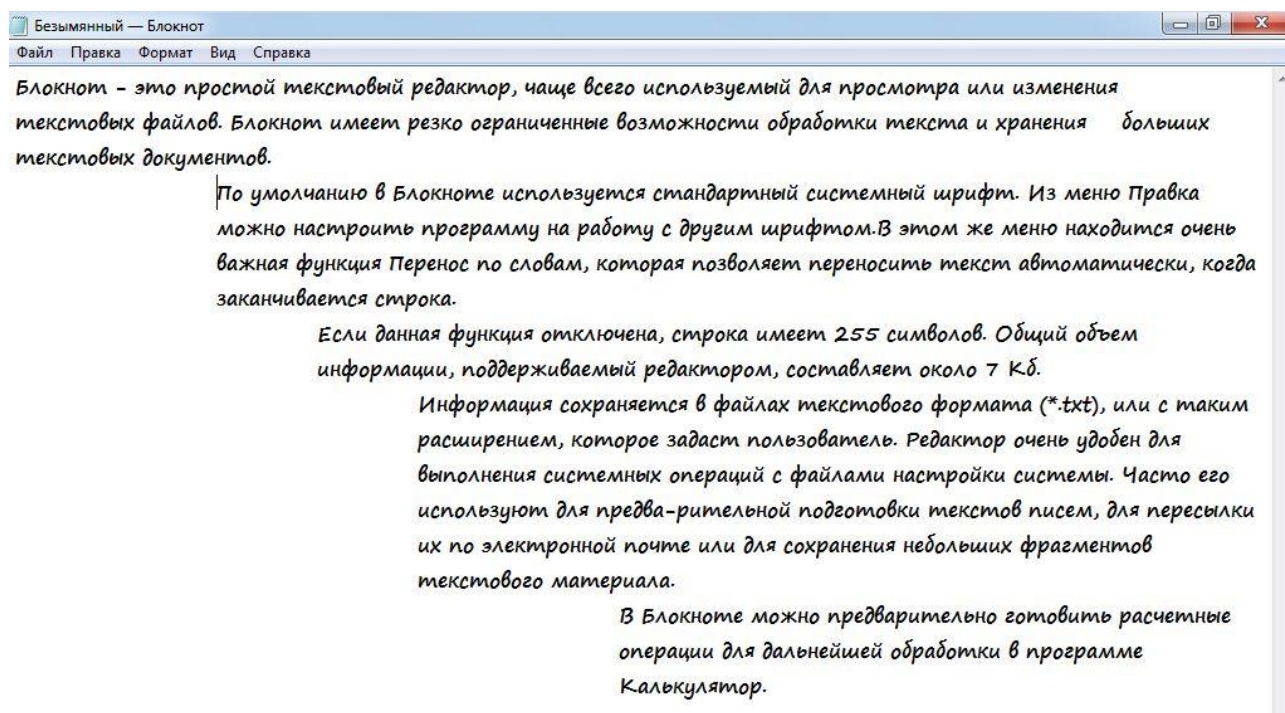 Безымянный — Блокнот
Файл Правка Формат Вид Справка
Блокнот - это простой текстовый редактор, чаще всего используемый для просмотра или изменения
текстовых файлов. Блокнот имеет резко ограниченные возможности обработки текста и хранения больших
текстовых документов.
По умолчанию в Блокноте используется стандартный системный шрифт. Из меню Правка
можно настроить программу на работу с другим шрифтом.В этом же меню находится очень
важная функция Перенос по словам, которая позволяет переносить текст автоматически, когда
заканчивается строка.
Если данная функция отключена, строка имеет 255 символов. Общий объем
информации, поддерживаемый редактором, составляет около 7 Кб.
Информация сохраняется в файлах текстового формата (*.txt), или с таким
расширением, которое задаст пользователь. Редактор очень удобен для
выполнения системных операций с файлами настройки системы. Часто его
используют для предва-рительной подготовки текстов писем, для пересылки
их по электронной почте или для сохранения небольших фрагментов
текстового материала.
В Блокноте можно предварительно готовить расчетные
операции для дальнейшей обработки в программе
Калькулятор.